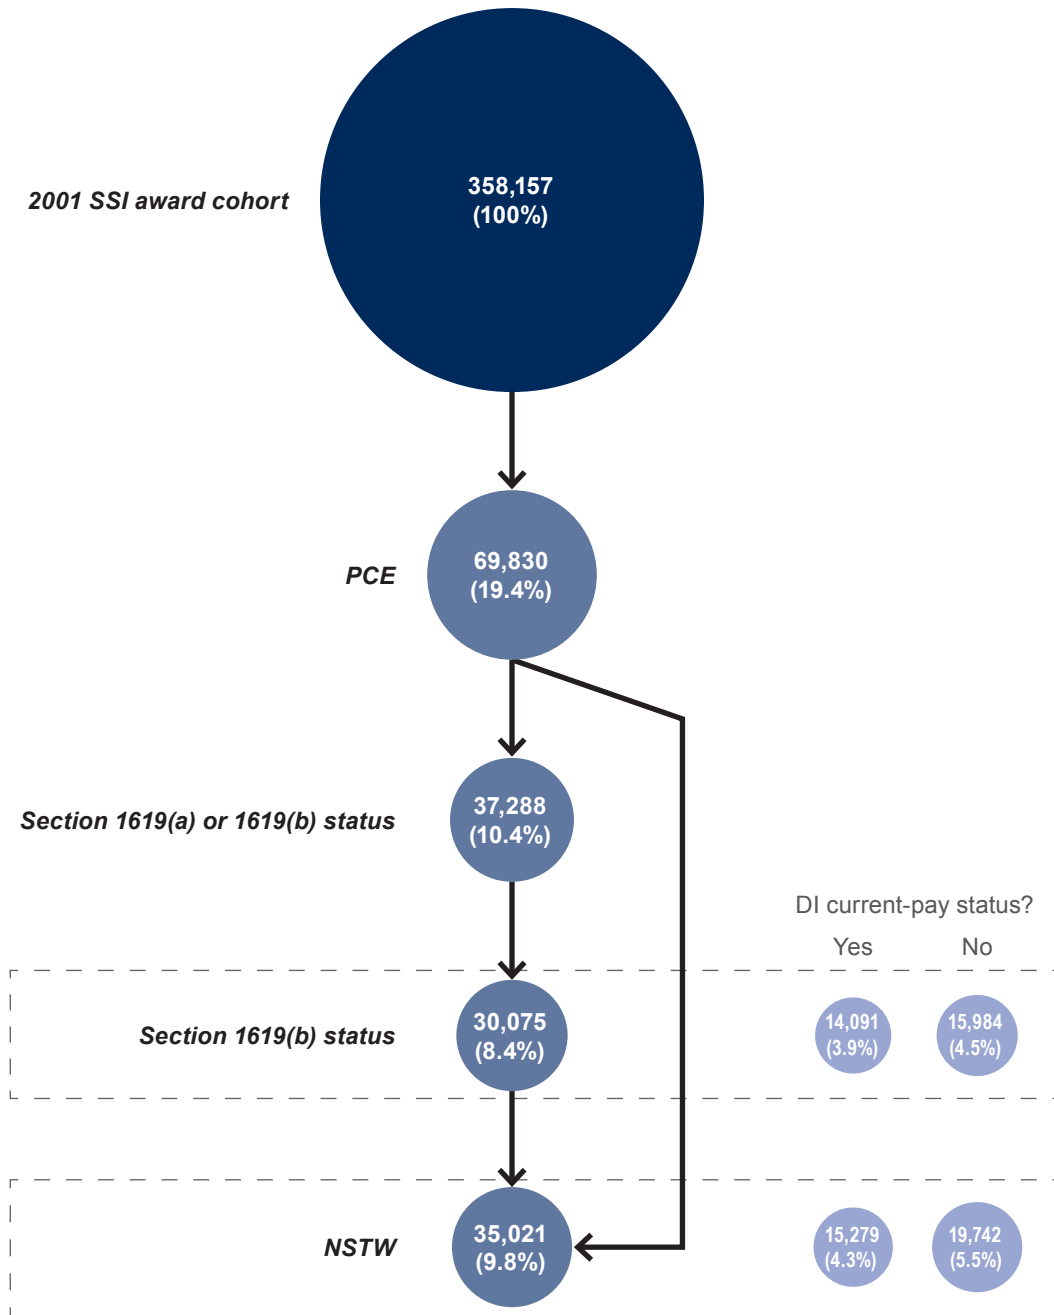 2001 SSI award cohort
358,157
(100%)
PCE
69,830
(19.4%)
Section 1619(a) or 1619(b) status
37,288
(10.4%)
DI current-pay status?
Yes No
Section 1619(b) status
30,075
(8.4%)
14,091
(3.9%)
15,984
(4.5%)
NSTW
35,021
(9.8%)
15,279
(4.3%)
19,742
(5.5%)